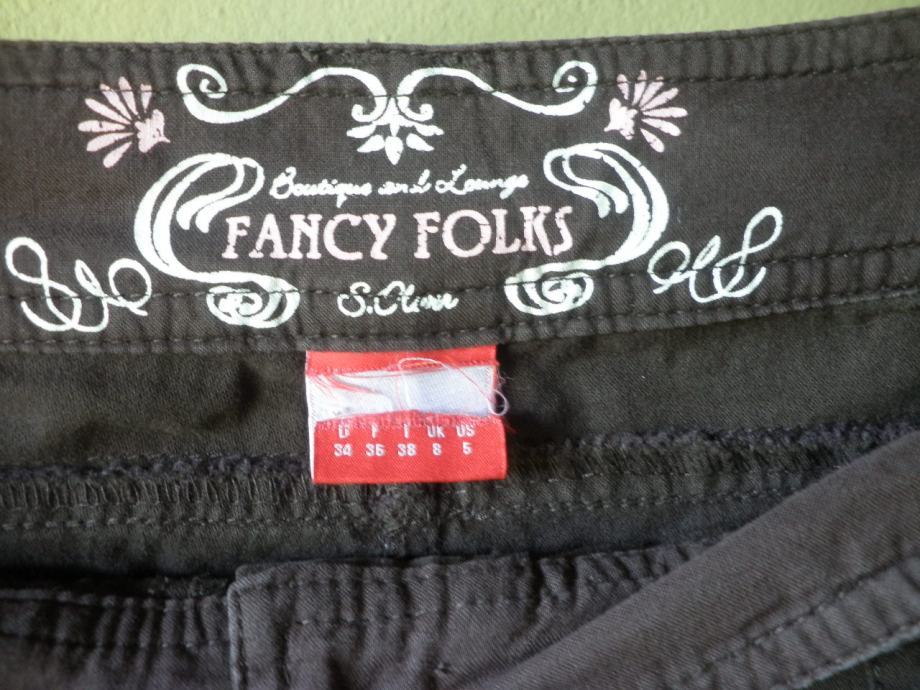 Boutique and Lounge
FANCY FOLKS
S.Oliver
D F I UK US
34 36 38 8 5